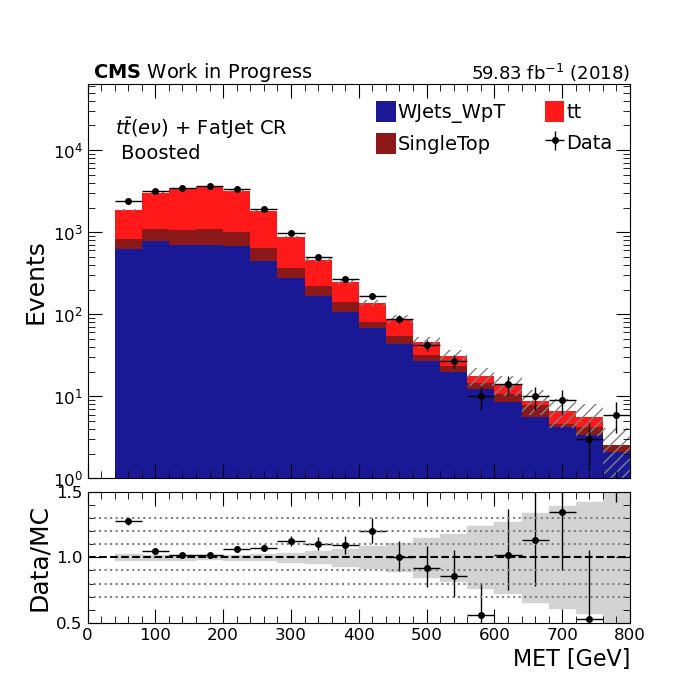 CMS Work in Progress 59.83 fb⁻¹ (2018)
tt̄(eν) + FatJet CR
Boosted
WJets_WpT tt
SingleTop Data
Events
10⁴
10³
10²
10¹
10⁰
Data/MC
1.5
1.0
0.5
0 100 200 300 400 500 600 700 800
MET [GeV]